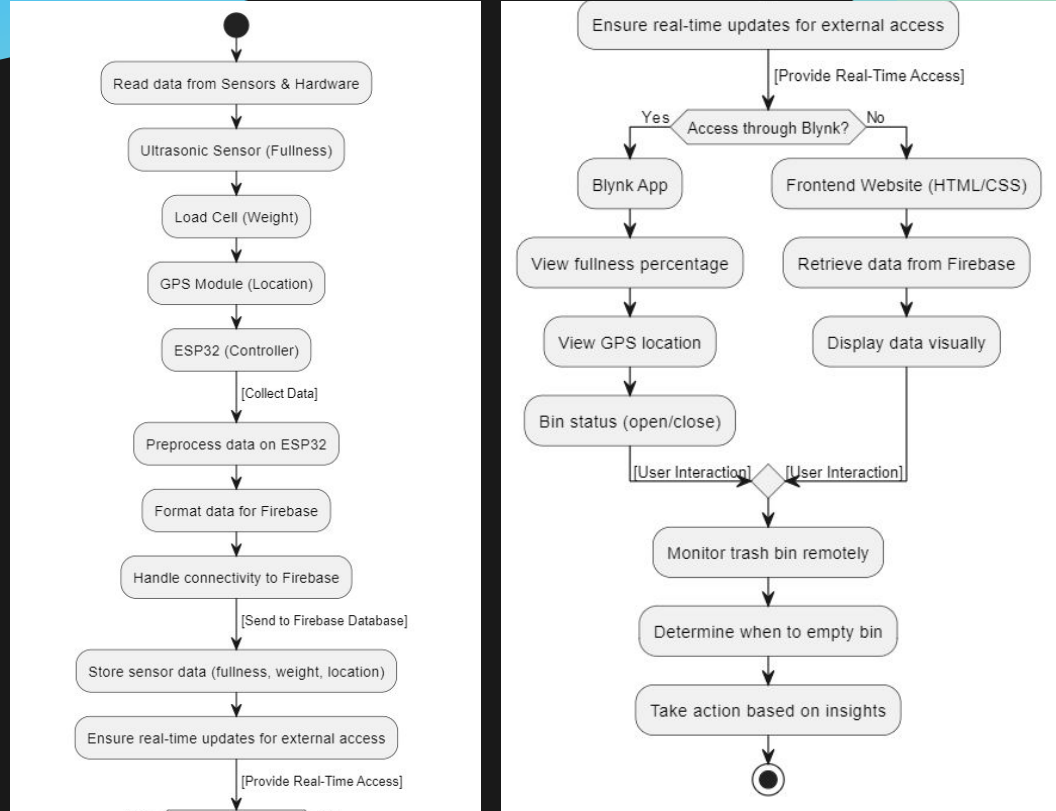 Read data from Sensors & Hardware
Ultrasonic Sensor (Fullness)
Load Cell (Weight)
GPS Module (Location)
ESP32 (Controller)
[Collect Data]
Preprocess data on ESP32
Format data for Firebase
Handle connectivity to Firebase
[Send to Firebase Database]
Store sensor data (fullness, weight, location)
Ensure real-time updates for external access
[Provide Real-Time Access]
Ensure real-time updates for external access
[Provide Real-Time Access]
Yes
Access through Blynk?
No
Blynk App
View fullness percentage
View GPS location
Bin status (open/close)
[User Interaction]
Frontend Website (HTML/CSS)
Retrieve data from Firebase
Display data visually
[User Interaction]
Monitor trash bin remotely
Determine when to empty bin
Take action based on insights